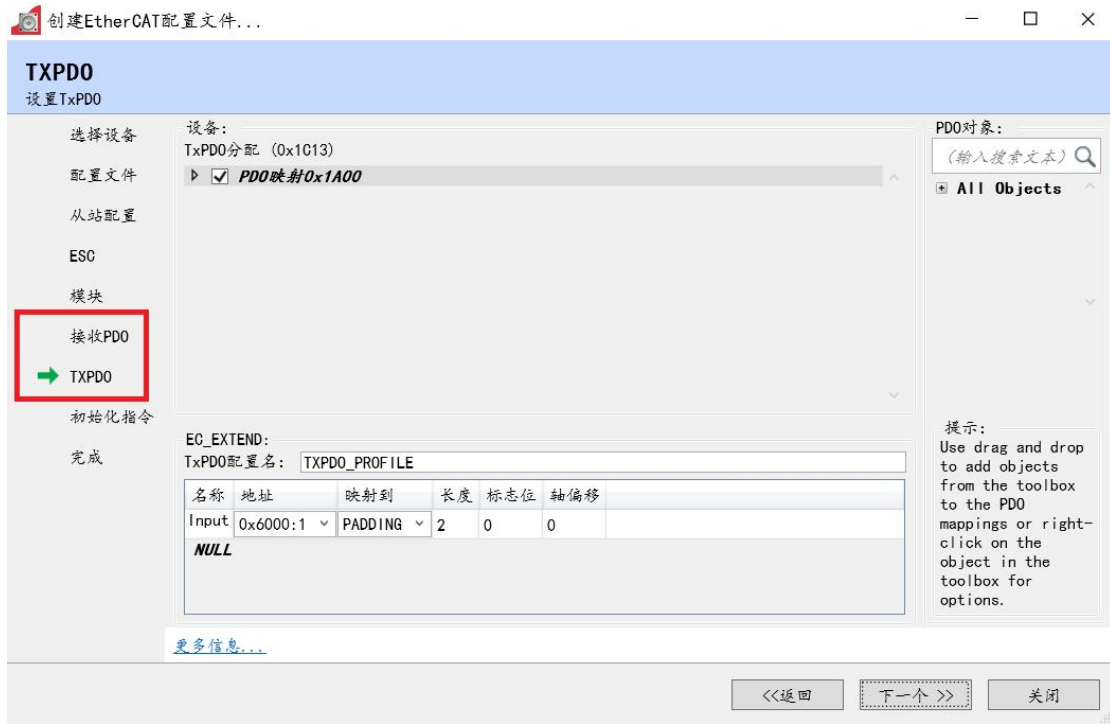 创建EtherCAT配置文件...
TXPDO
设置TxPDO
选择设备
配置文件
从站配置
ESC
模块
接收PDO
TXPDO
初始化指令
完成
设备:
TxPDO分配 (0x1C13)
PDO映射0x1A00
EC_EXTEND:
TxPDO配置名: TXPDO_PROFILE
名称 地址 映射到 长度 标志位 轴偏移
Input 0x6000:1 PADDING 2 0 0
NULL
PDO对象:
(输入搜索文本)
All Objects
提示:
Use drag and drop
to add objects
from the toolbox
to the PDO
mappings or right-
click on the
object in the
toolbox for
options.
更多信息...
<<返回 下一个 >> 关闭